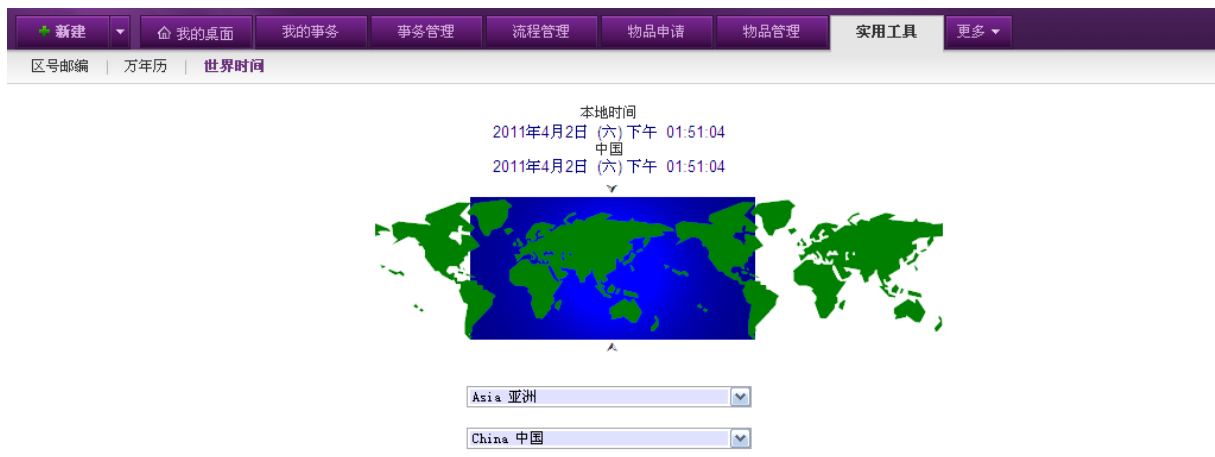 新建 我的桌面 我的事务 事务管理 流程管理 物品申请 物品管理 实用工具 更多
区号邮编 | 万年历 | 世界时间
本地时间
2011年4月2日 (六) 下午 01:51:04
中国
2011年4月2日 (六) 下午 01:51:04
Asia 亚洲
China 中国